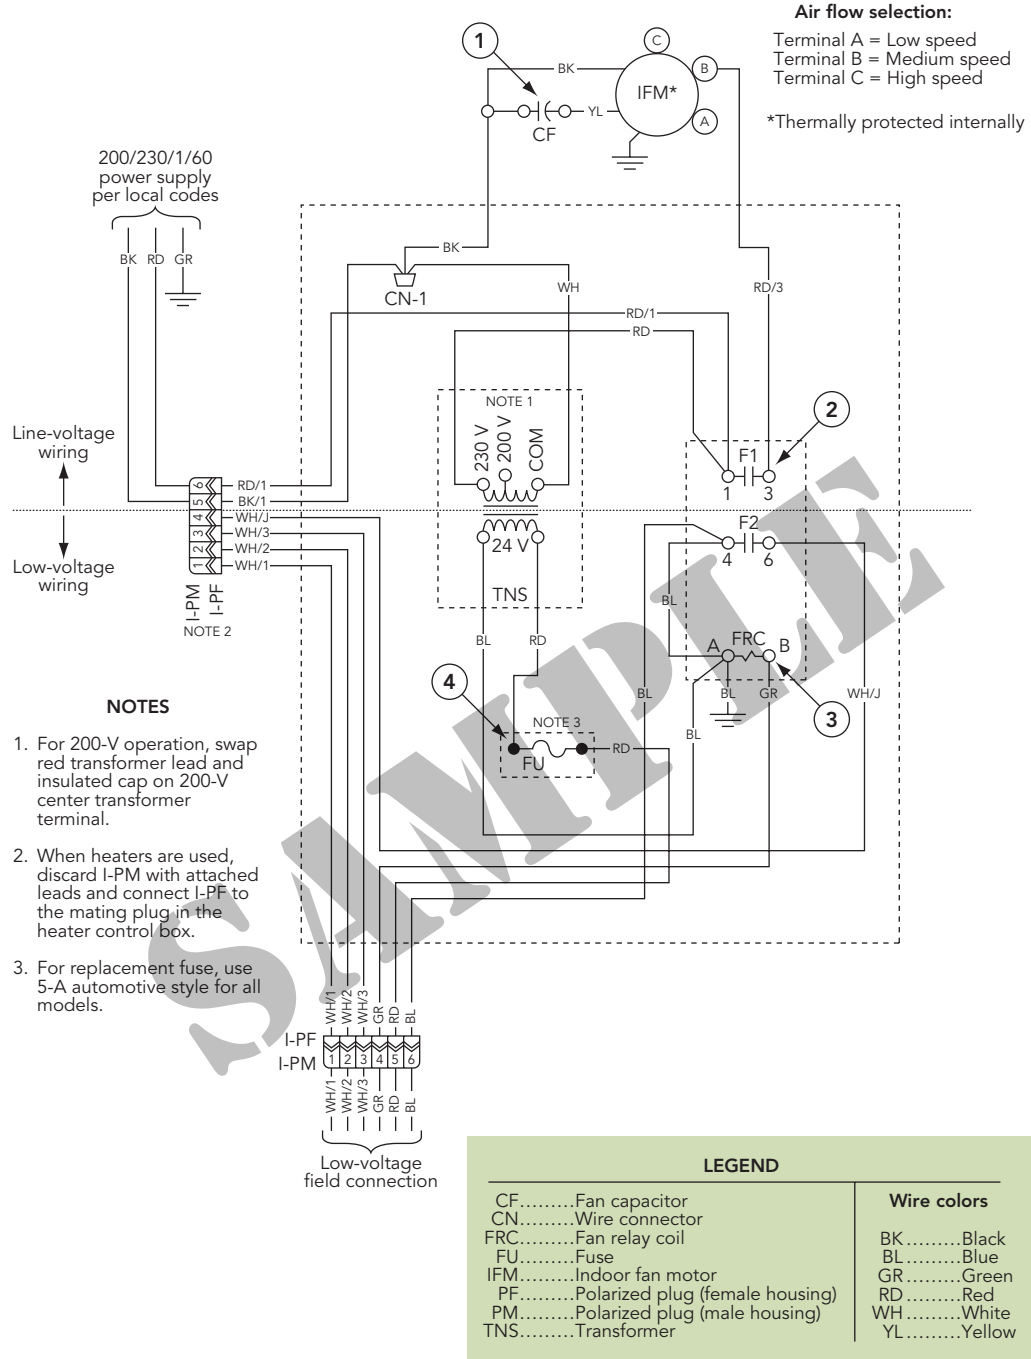 Air flow selection:
Terminal A = Low speed
Terminal B = Medium speed
Terminal C = High speed
*Thermally protected internally
1
C
BK
B
IFM*
YL
A
CF
200/230/1/60
power supply
per local codes
BK
RD
GR
BK
CN-1
WH
RD/3
RD/1
RD
NOTE 1
230 V
200 V
COM
2
F1
1
3
Line-voltage
wiring
6
RD/1
5
BK/1
4
WH/J
3
WH/3
2
WH/2
1
WH/1
Low-voltage
wiring
I-PM
I-PF
NOTE 2
24 V
TNS
F2
4
6
BL
BL
RD
A
FRC
B
4
BL
BL
GR
WH/J
3
NOTE 3
BL
RD
FU
NOTES
1. For 200-V operation, swap
red transformer lead and
insulated cap on 200-V
center transformer
terminal.
2. When heaters are used,
discard I-PM with attached
leads and connect I-PF to
the mating plug in the
heater control box.
3. For replacement fuse, use
5-A automotive style for all
models.
SAMPLE
WH/1
WH/2
WH/3
GR
RD
BL
I-PF
I-PM
1
2
3
4
5
6
WH/1
WH/2
WH/3
GR
RD
BL
Low-voltage
field connection
LEGEND
CF.........Fan capacitor
CN.........Wire connector
FRC.........Fan relay coil
FU.........Fuse
IFM.........Indoor fan motor
PF.........Polarized plug (female housing)
PM.........Polarized plug (male housing)
TNS.........Transformer
Wire colors
BK.........Black
BL.........Blue
GR.........Green
RD.........Red
WH.........White
YL.........Yellow